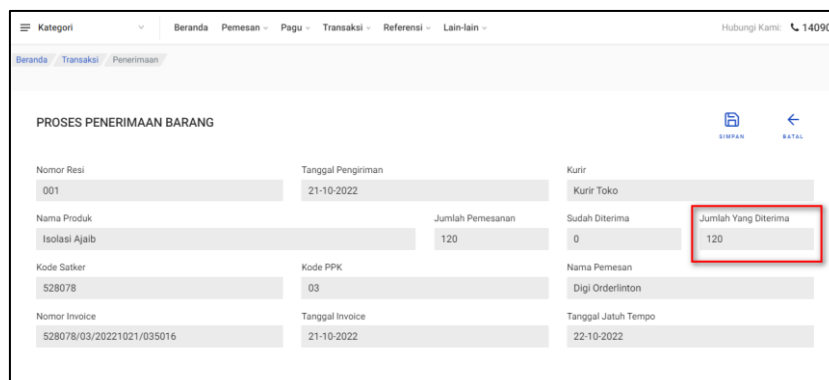 Kategori Beranda Pemesan Pagu Transaksi Referensi Lain-lain Hubungi Kami: 14090
Beranda / Transaksi / Penerimaan
PROSES PENERIMAAN BARANG
SIMPAN BATAL
Nomor Resi Tanggal Pengiriman Kurir
001 21-10-2022 Kurir Toko
Nama Produk Jumlah Pemesanan Sudah Diterima Jumlah Yang Diterima
Isolasi Ajaib 120 0 120
Kode Satker Kode PPK Nama Pemesan
528078 03 Digi Orderlinton
Nomor Invoice Tanggal Invoice Tanggal Jatuh Tempo
528078/03/20221021/035016 21-10-2022 22-10-2022